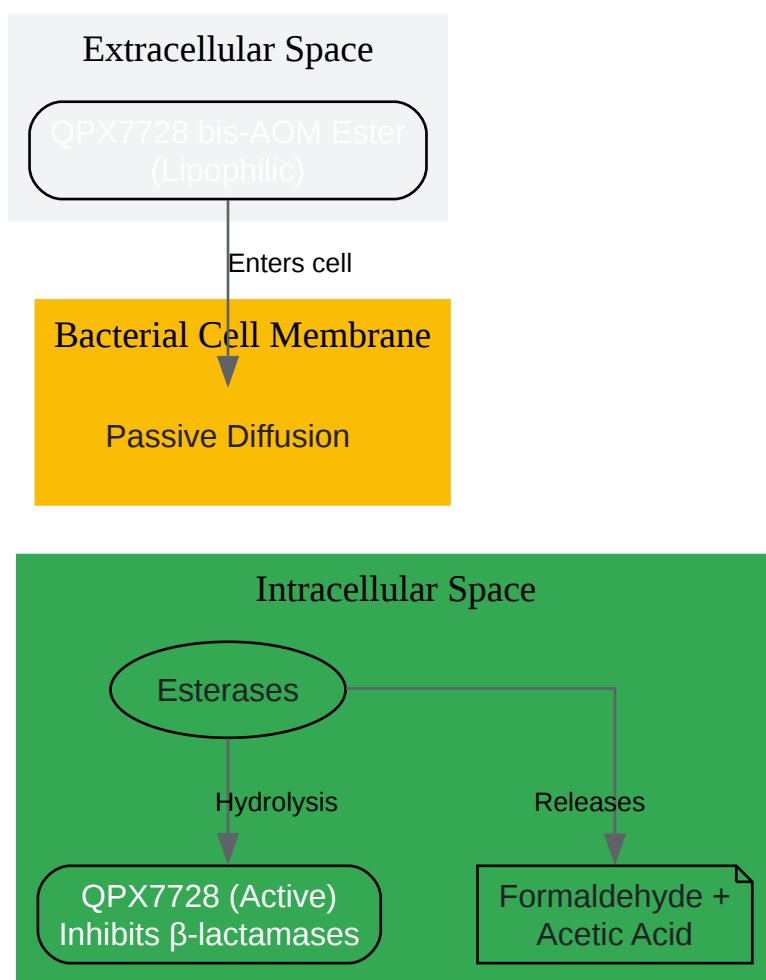 Extracellular Space
QPX7728 bis-AOM Ester
(Lipophilic)
Enters cell
Bacterial Cell Membrane
Passive Diffusion
Intracellular Space
Esterases
Hydrolysis
Releases
QPX7728 (Active)
Inhibits β-lactamases
Formaldehyde +
Acetic Acid